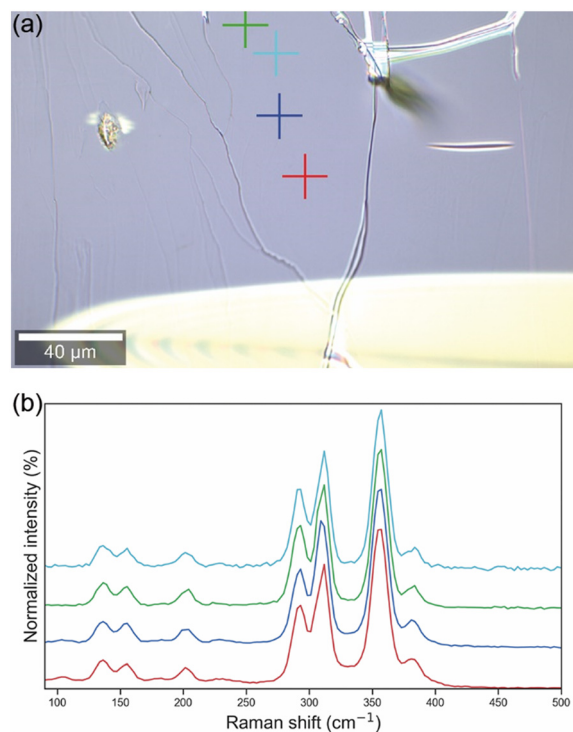 (a)
40 µm
(b)
Normalized intensity (%)
100 150 200 250 300 350 400 450 500
Raman shift (cm⁻¹)